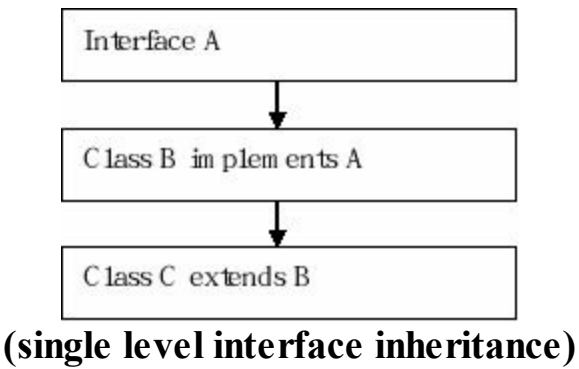 Interface A
Class B implements A
Class C extends B
(single level interface inheritance)